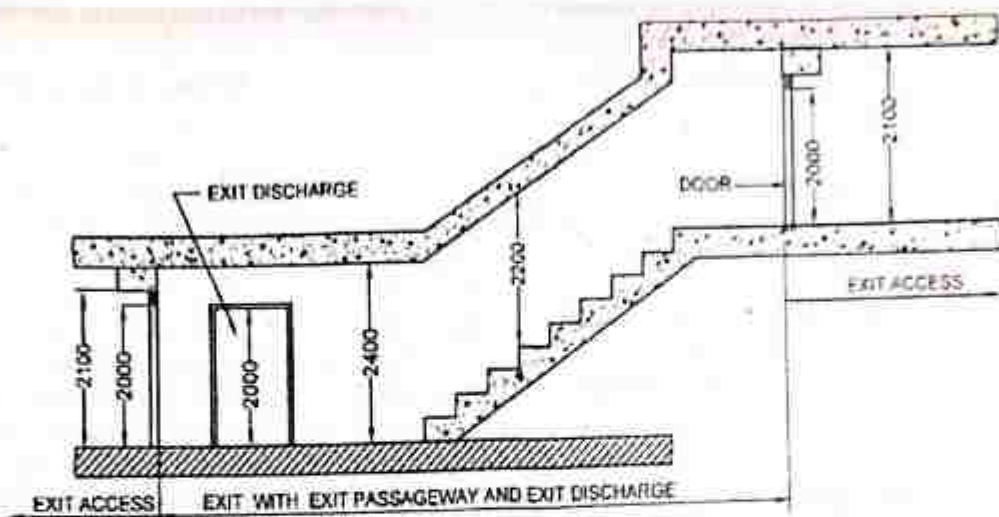 EXIT DISCHARGE
DOOR
2100
2000
2200
EXIT ACCESS
2100
2000
2000
2400
EXIT ACCESS
EXIT WITH EXIT PASSAGEWAY AND EXIT DISCHARGE